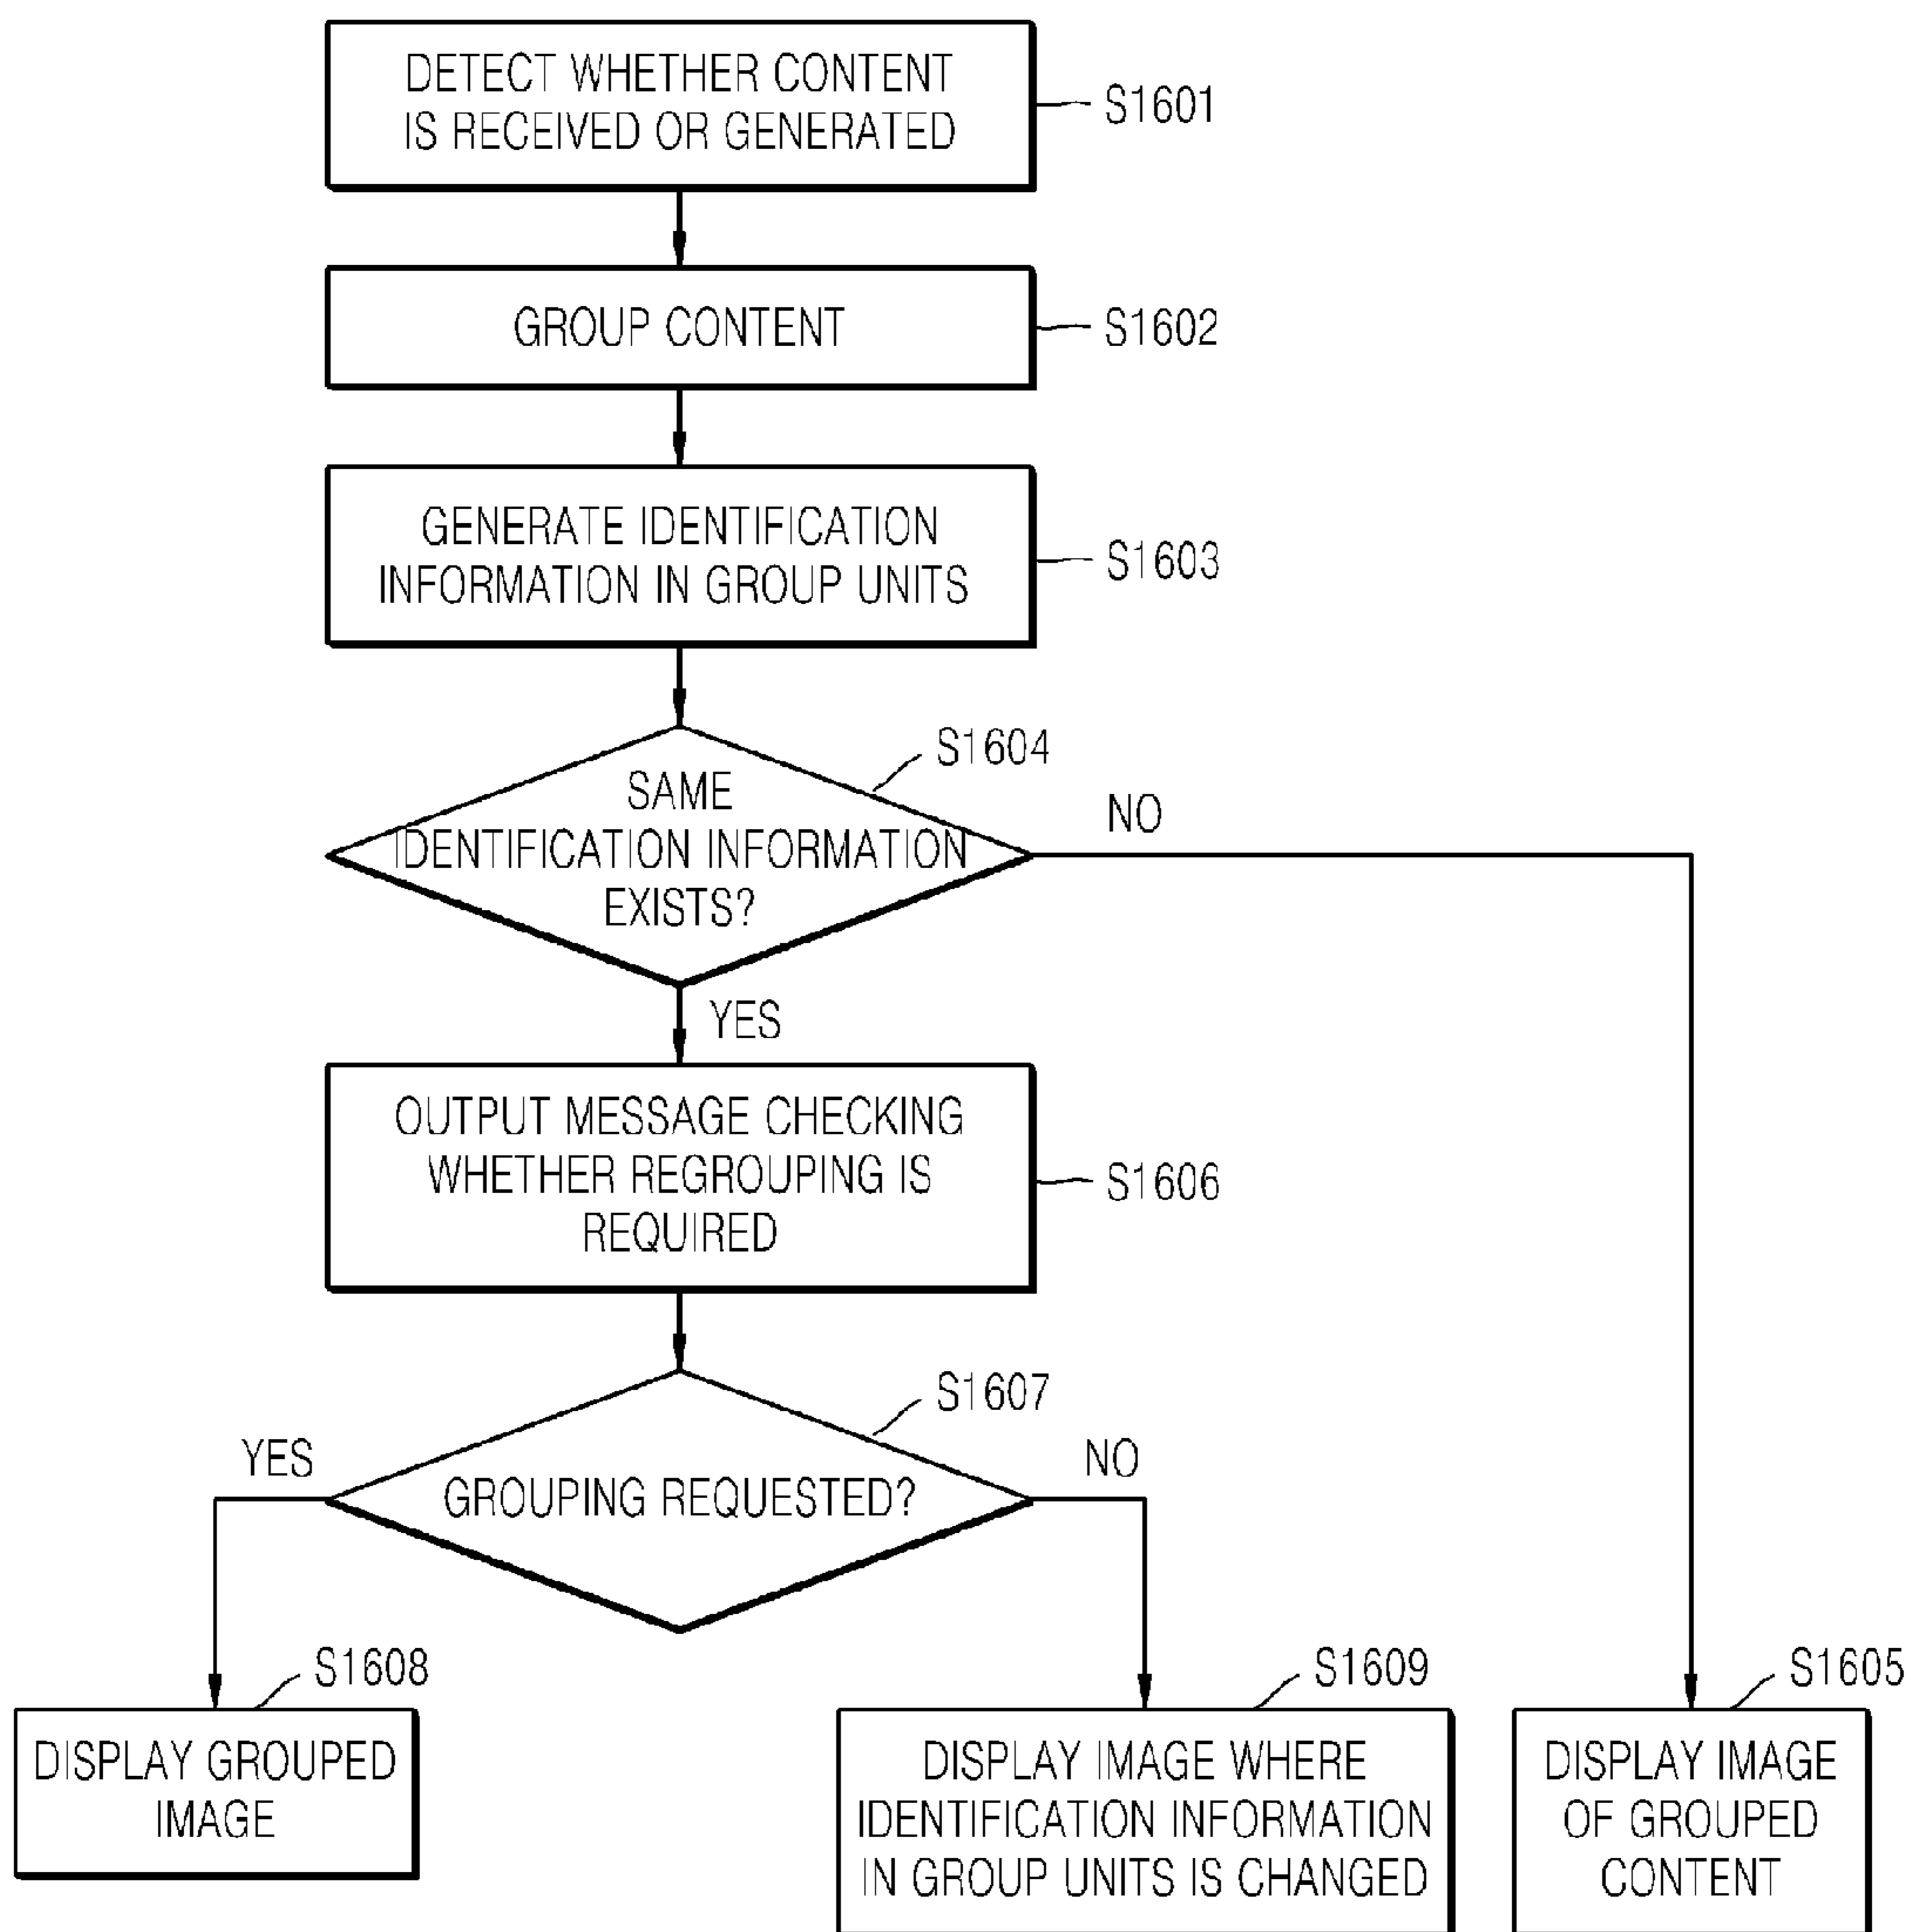 DETECT WHETHER CONTENT
IS RECEIVED OR GENERATED
S1601
GROUP CONTENT
S1602
GENERATE IDENTIFICATION
INFORMATION IN GROUP UNITS
S1603
S1604
SAME
IDENTIFICATION INFORMATION
EXISTS?
NO
YES
OUTPUT MESSAGE CHECKING
WHETHER REGROUPING IS
REQUIRED
S1606
S1607
YES
GROUPING REQUESTED?
NO
S1608
DISPLAY GROUPED
IMAGE
S1609
DISPLAY IMAGE WHERE
IDENTIFICATION INFORMATION
IN GROUP UNITS IS CHANGED
S1605
DISPLAY IMAGE
OF GROUPED
CONTENT